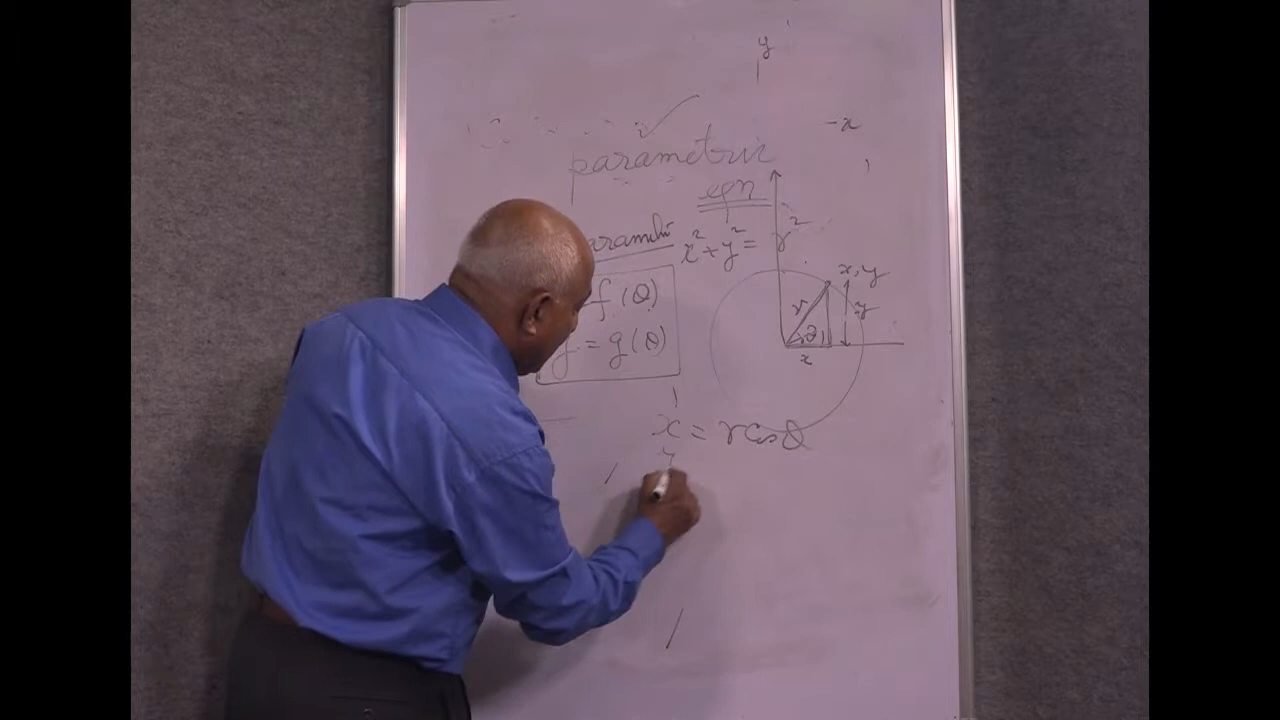 y
-x
parametric
eqn
x² + y² = r²
x, y
f(θ)
r
y
y = g(θ)
θ
x
x = r cos θ
y